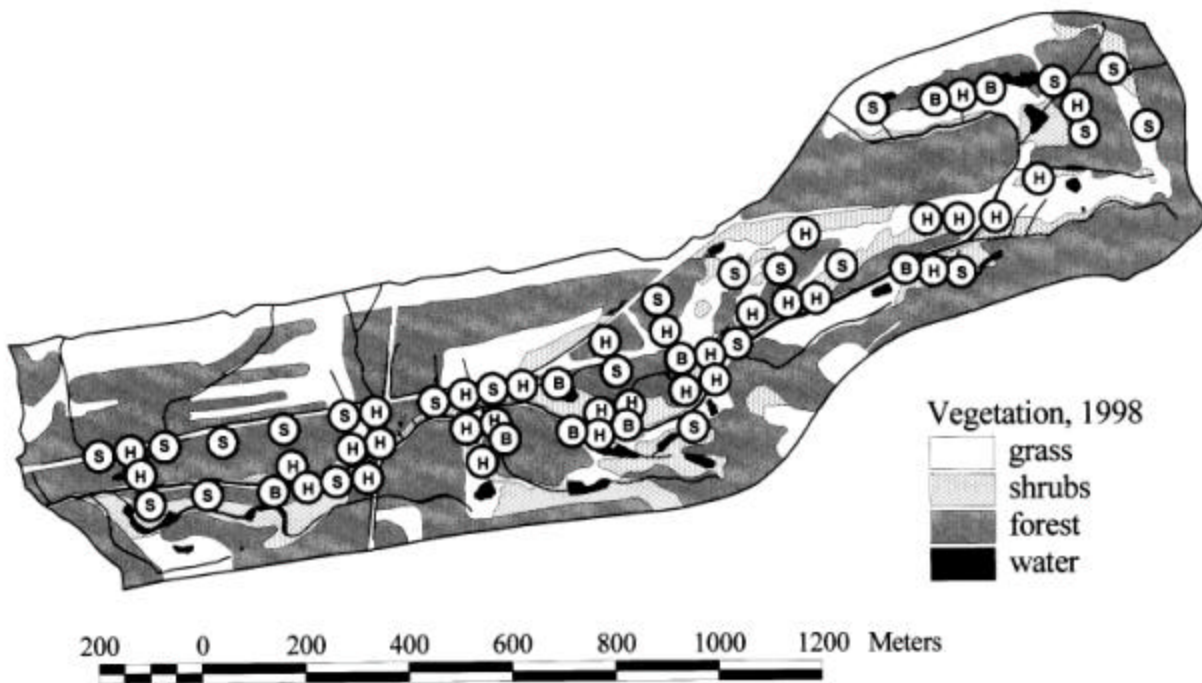 S
S
B H B
S
H
S
S
H
H
H H H
S S S
B H S
S
H H H
H
H
B H S
S
H
S H S H B
H H
S H
H H
H H B
B H
S
S
S
H
B
S H S
H H
H
H
H
S
S
B H S H
Vegetation, 1998
grass
shrubs
forest
water
200 0 200 400 600 800 1000 1200 Meters